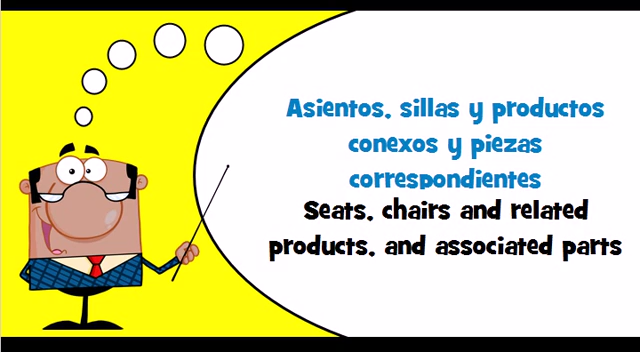 Asientos, sillas y productos
conexos y piezas
correspondientes
Seats, chairs and related
products, and associated parts